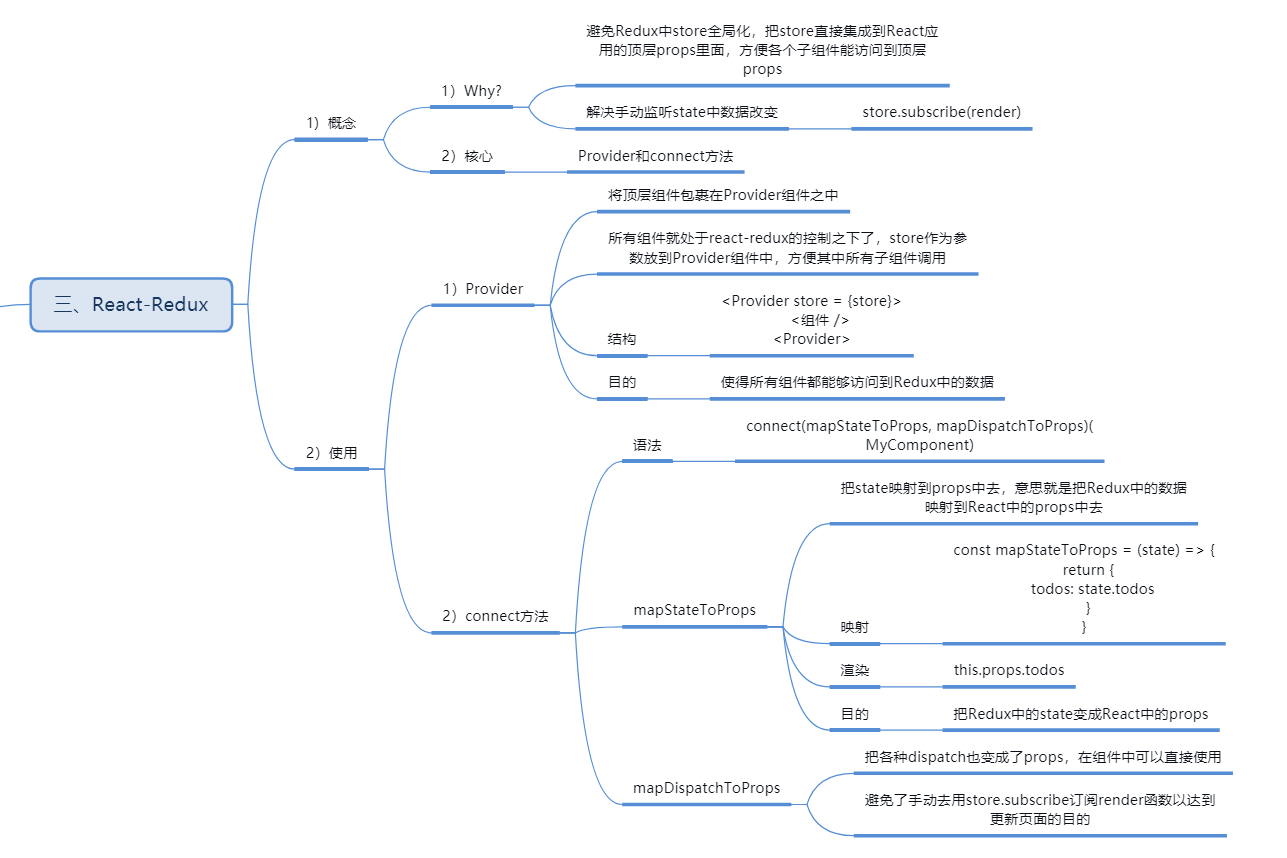 三、React-Redux
1）概念
1）Why?
避免Redux中store全局化，把store直接集成到React应
用的顶层props里面，方便各个子组件能访问到顶层
props
解决手动监听state中数据改变
store.subscribe(render)
2）核心
Provider和connect方法
2）使用
1）Provider
将顶层组件包裹在Provider组件之中
所有组件就处于react-redux的控制之下了，store作为参
数放到Provider组件中，方便其中所有子组件调用
结构
<Provider store = {store}>
<组件 />
<Provider>
目的
使得所有组件都能够访问到Redux中的数据
2）connect方法
语法
connect(mapStateToProps, mapDispatchToProps)(
MyComponent)
mapStateToProps
把state映射到props中去，意思就是把Redux中的数据
映射到React中的props中去
映射
const mapStateToProps = (state) => {
return {
todos: state.todos
}
}
渲染
this.props.todos
目的
把Redux中的state变成React中的props
mapDispatchToProps
把各种dispatch也变成了props，在组件中可以直接使用
避免了手动去用store.subscribe订阅render函数以达到
更新页面的目的